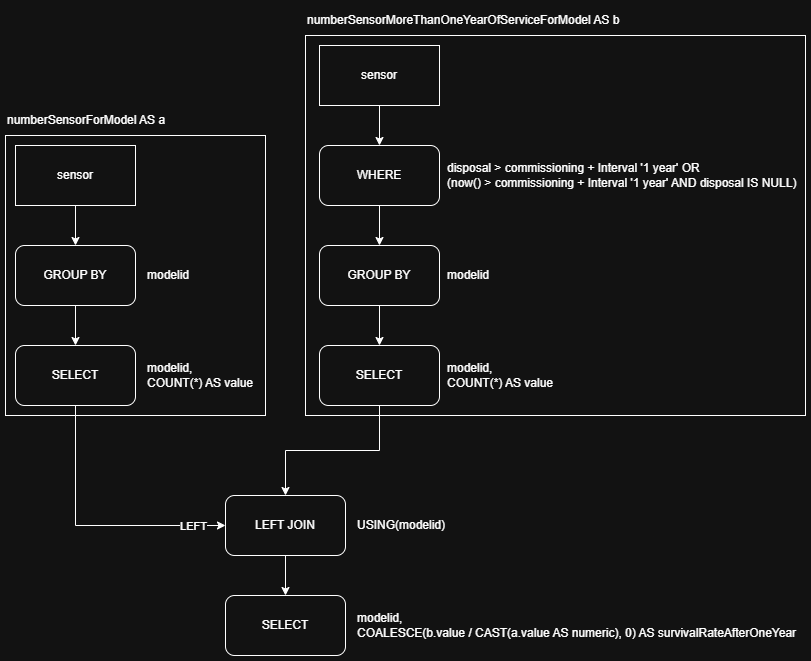 numberSensorMoreThanOneYearOfServiceForModel AS b
sensor
WHERE
disposal > commissioning + Interval '1 year' OR
(now() > commissioning + Interval '1 year' AND disposal IS NULL)
GROUP BY
modelid
SELECT
modelid,
COUNT(*) AS value
numberSensorForModel AS a
sensor
GROUP BY
modelid
SELECT
modelid,
COUNT(*) AS value
LEFT
LEFT JOIN
USING(modelid)
SELECT
modelid,
COALESCE(b.value / CAST(a.value AS numeric), 0) AS survivalRateAfterOneYear